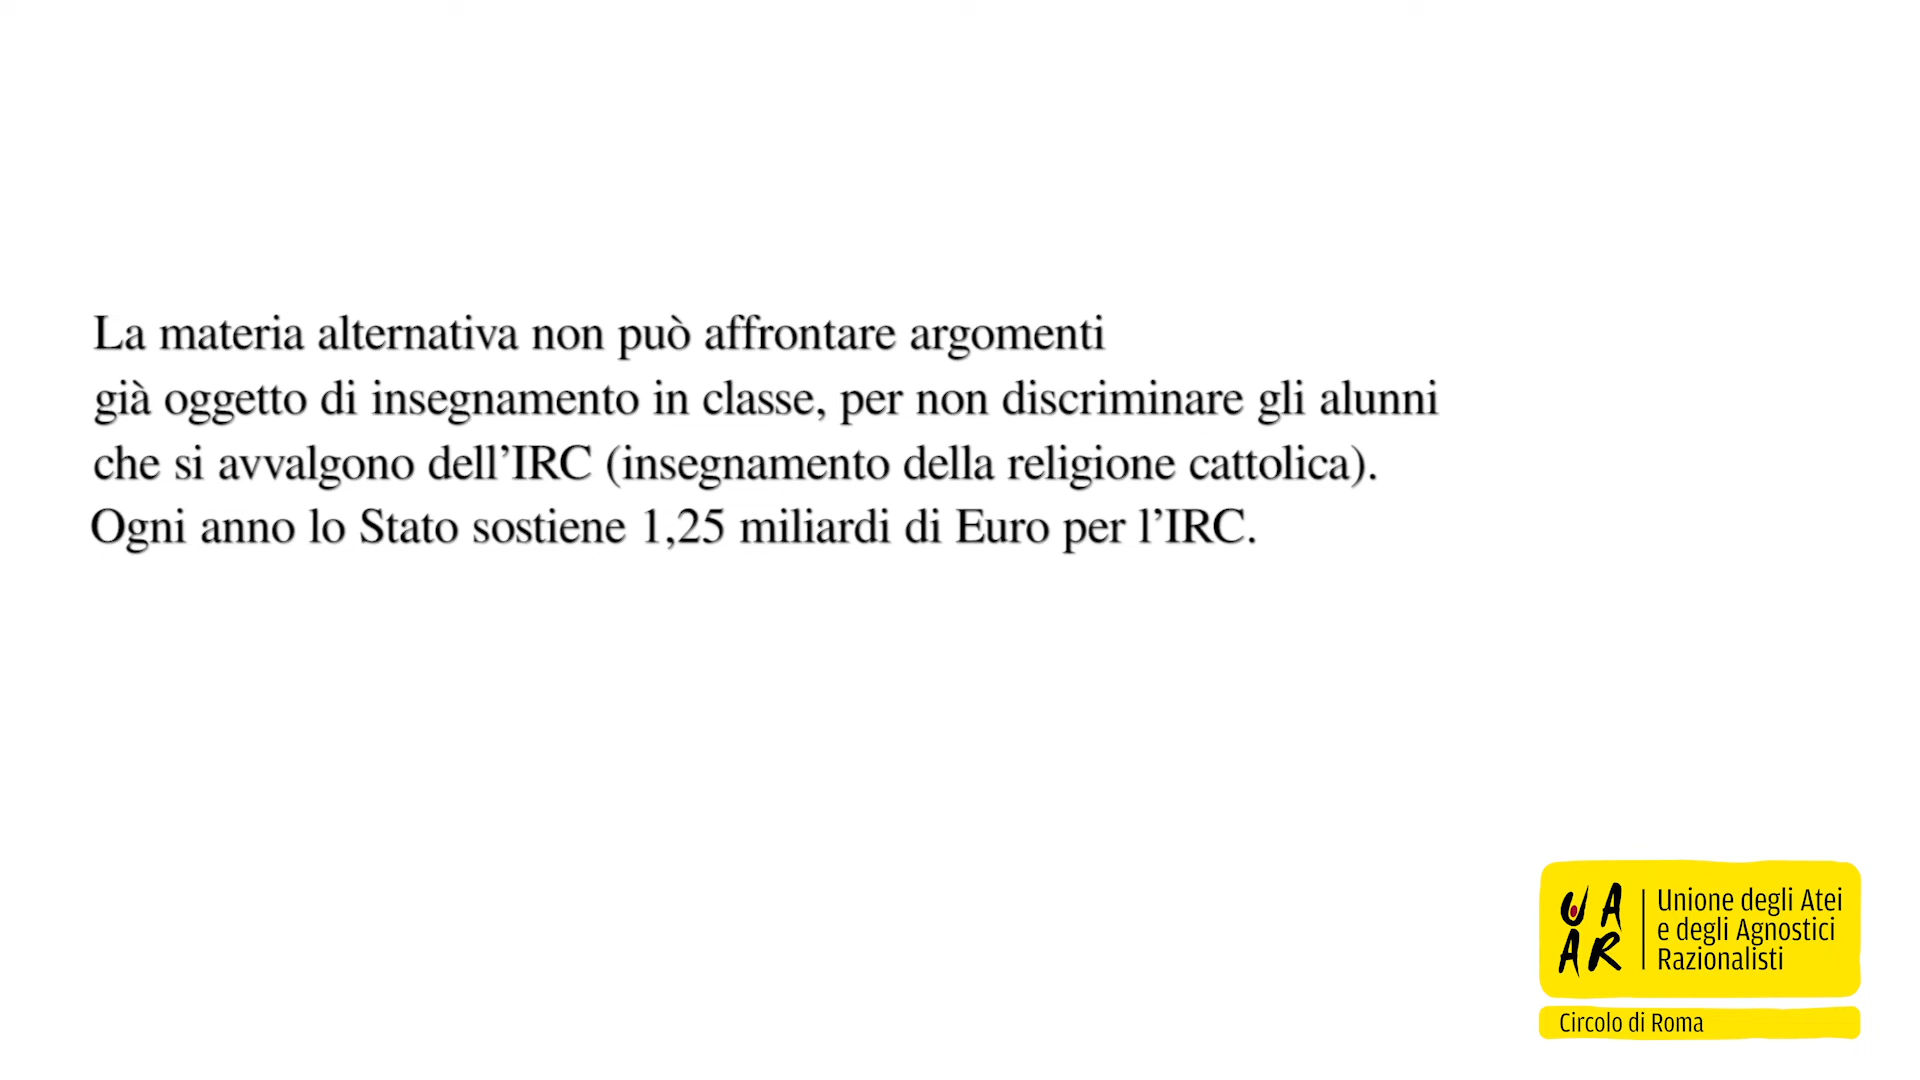 La materia alternativa non può affrontare argomenti
già oggetto di insegnamento in classe, per non discriminare gli alunni
che si avvalgono dell’IRC (insegnamento della religione cattolica).
Ogni anno lo Stato sostiene 1,25 miliardi di Euro per l’IRC.
UA
AR
Unione degli Atei
e degli Agnostici
Razionalisti
Circolo di Roma